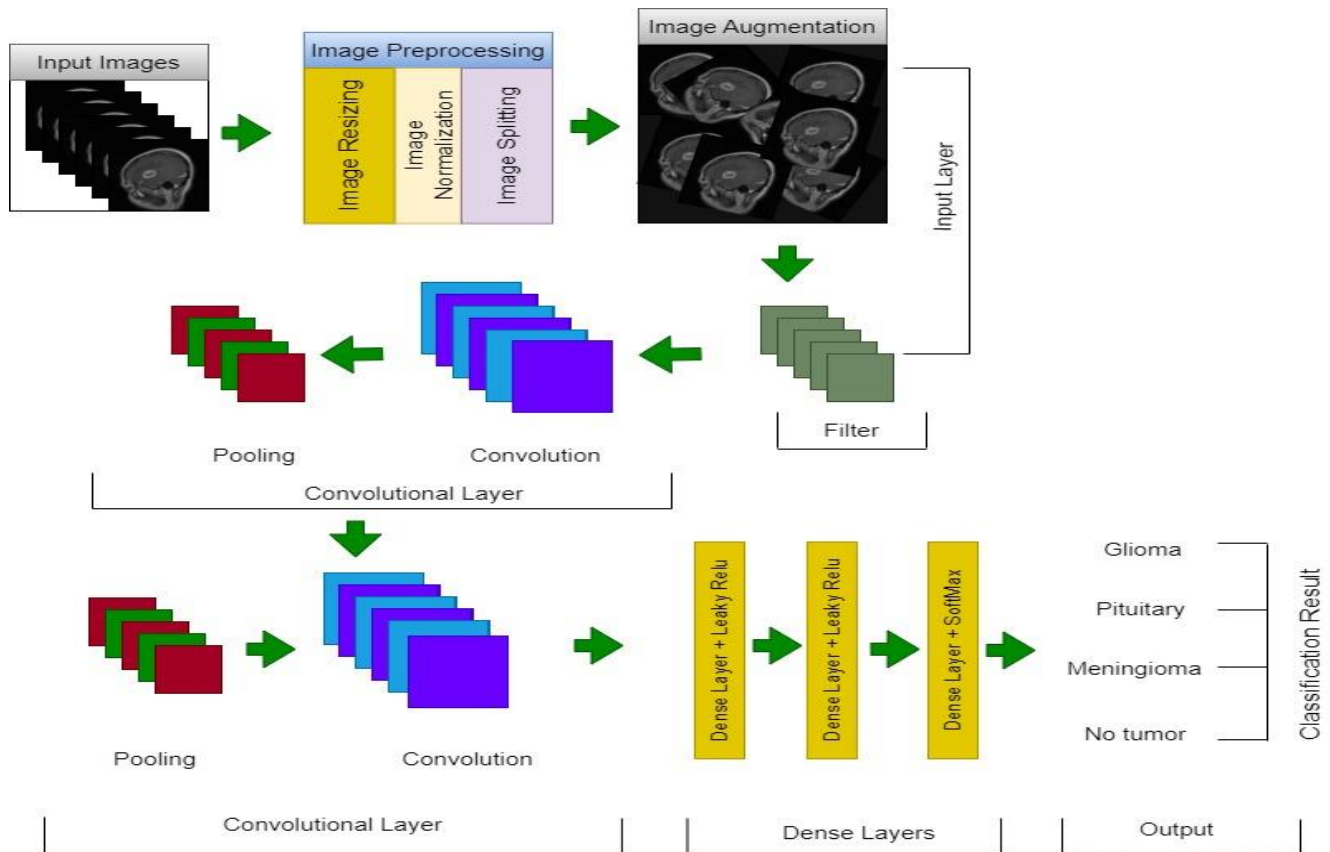 Input Images
Image Preprocessing
Image Resizing
Image
Normalization
Image Splitting
Image Augmentation
Input Layer
Filter
Pooling
Convolution
Convolutional Layer
Pooling
Convolution
Dense Layer + Leaky Relu
Dense Layer + Leaky Relu
Dense Layer + SoftMax
Glioma
Pituitary
Meningioma
No tumor
Classification Result
Convolutional Layer
Dense Layers
Output